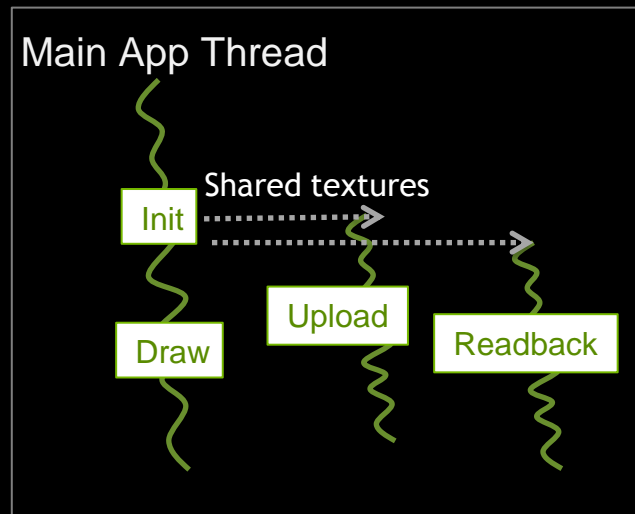 Main App Thread
Shared textures
Init
Upload
Readback
Draw